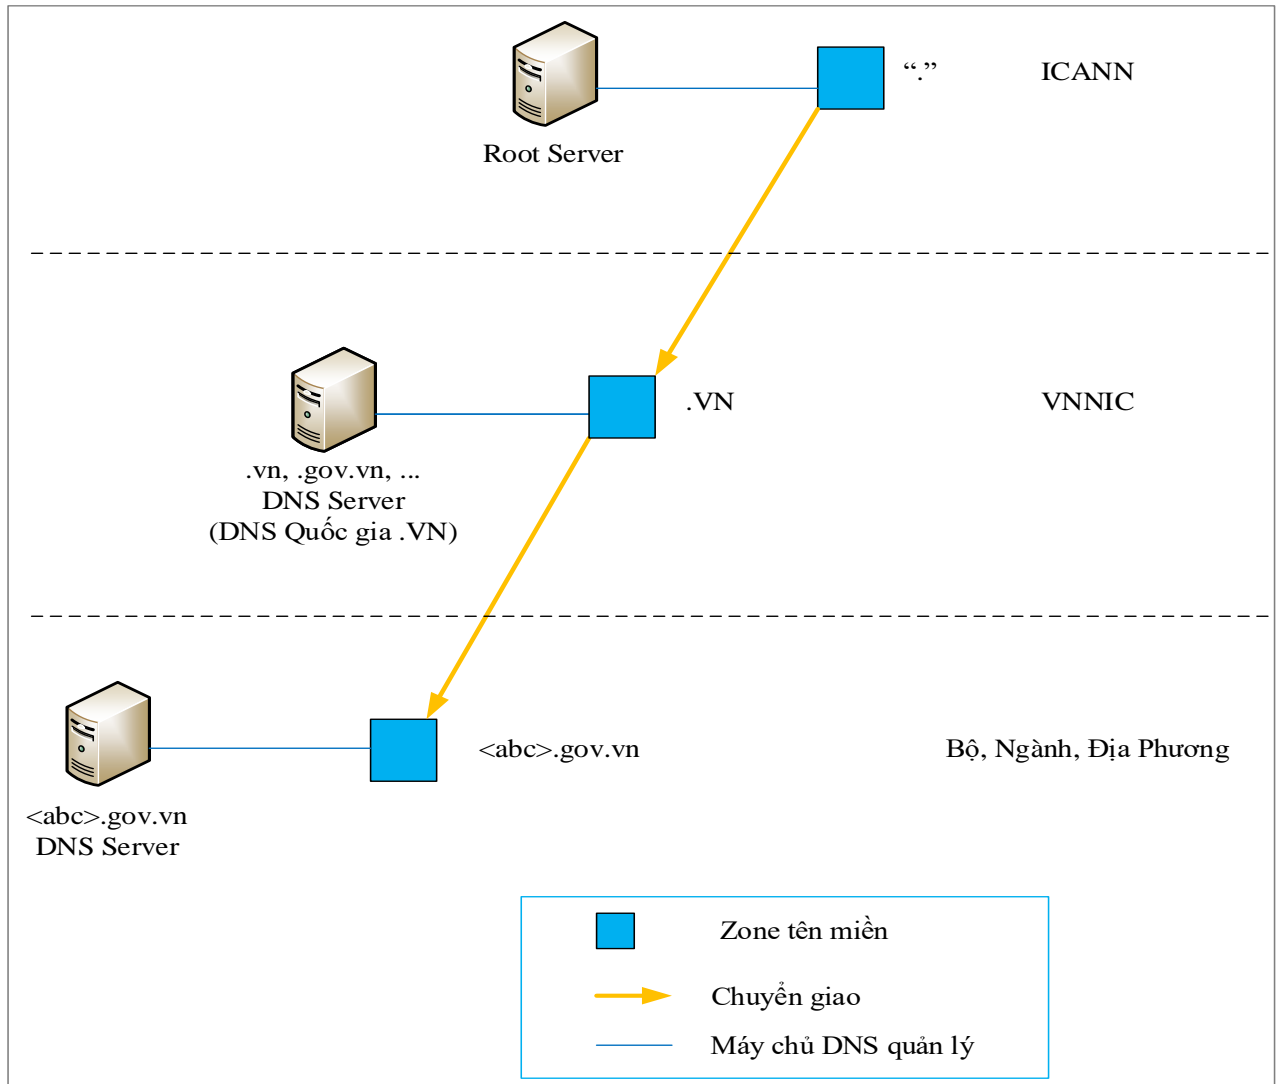 “.”
ICANN
Root Server
.VN
VNNIC
.vn, .gov.vn, ...
DNS Server
(DNS Quốc gia .VN)
<abc>.gov.vn
Bộ, Ngành, Địa Phương
<abc>.gov.vn
DNS Server
Zone tên miền
Chuyển giao
Máy chủ DNS quản lý